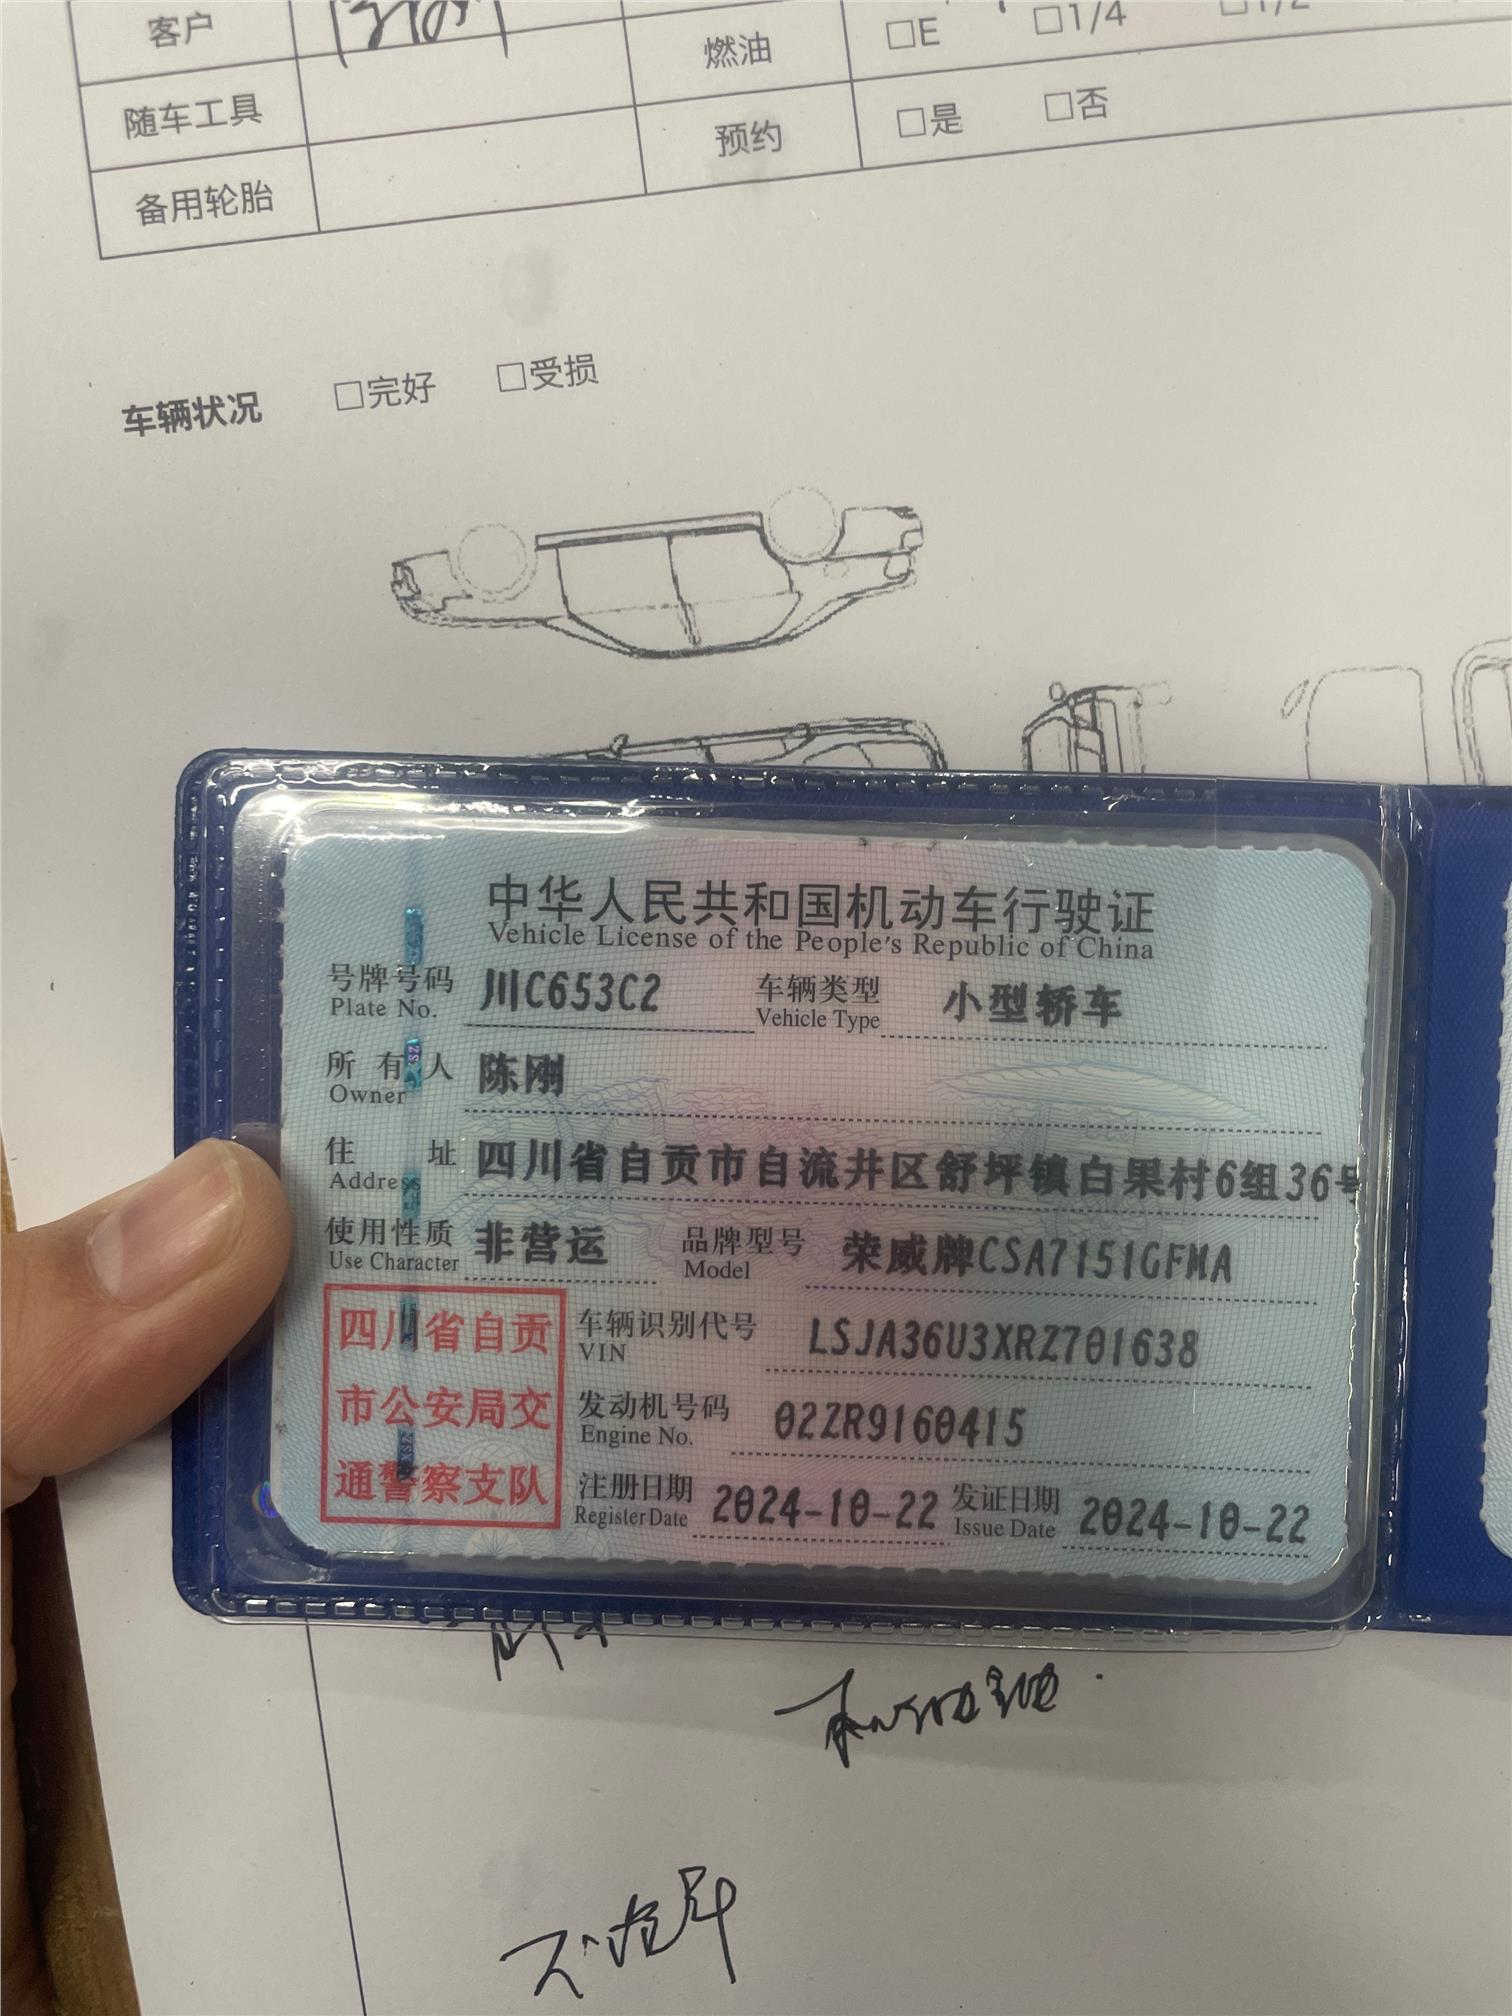 客户
燃油 □E □1/4 □1/2
随车工具
预约 □是 □否
备用轮胎
车辆状况 □完好 □受损
中华人民共和国机动车行驶证
Vehicle License of the People's Republic of China
号牌号码 川C653C2 车辆类型 小型轿车
Plate No. Vehicle Type
所有人 陈刚
Owner
住址 四川省自贡市自流井区舒坪镇白果村6组36号
Address
使用性质 非营运 品牌型号 荣威牌CSA7151GFMA
Use Character Model
四川省自贡
市公安局交
通警察支队
车辆识别代号 LSJA36U3XRZ701638
VIN
发动机号码 02ZR9160415
Engine No.
注册日期 2024-10-22 发证日期 2024-10-22
Register Date Issue Date